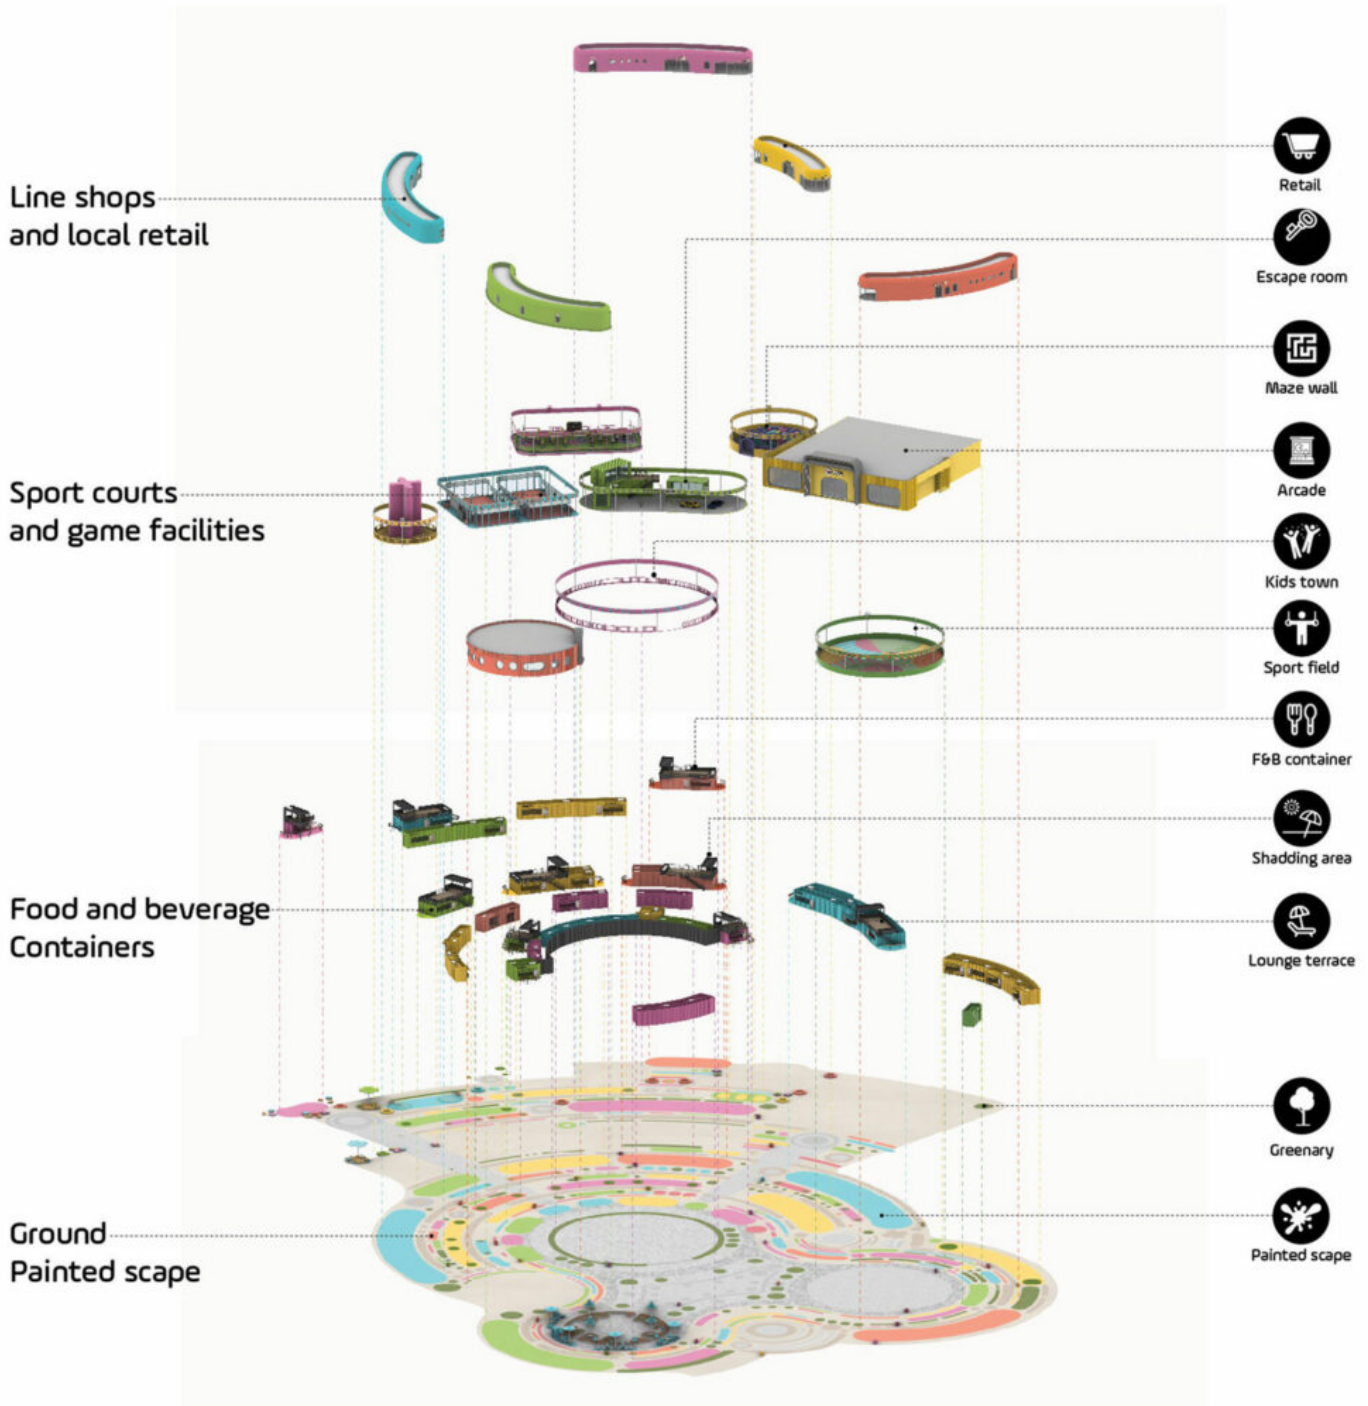 Line shops
and local retail
Sport courts
and game facilities
Food and beverage
Containers
Ground
Painted scape
Retail
Escape room
Maze wall
Arcade
Kids town
Sport field
F&B container
Shadding area
Lounge terrace
Greenary
Painted scape